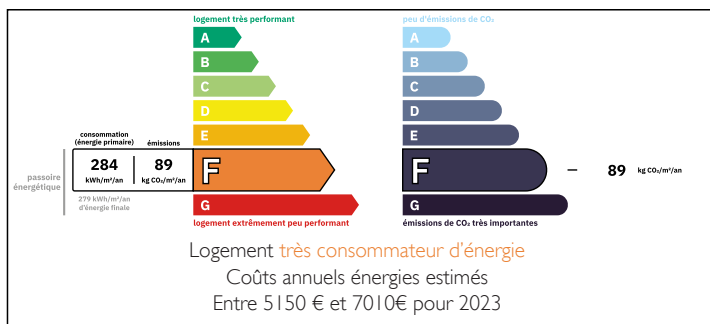 logement très performant
A
B
C
D
E
consommation
(énergie primaire)
émissions
284
kWh/m²/an
89
kg CO₂/m²/an
F
passoire
énergétique
279 kWh/m²/an
d'énergie finale
G
logement extrêmement peu performant
peu d'émissions de CO₂
A
B
C
D
E
F
89 kg CO₂/m²/an
G
émissions de CO₂ très importantes
Logement très consommateur d'énergie
Coûts annuels énergies estimés
Entre 5150 € et 7010€ pour 2023